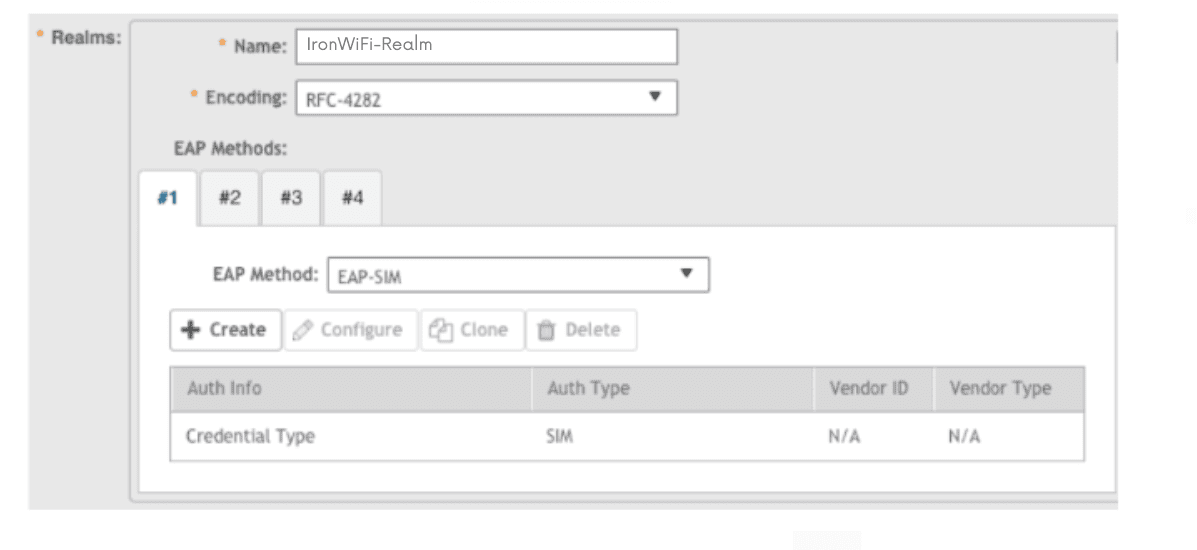 * Realms:
* Name: IronWiFi-Realm
* Encoding: RFC-4282
EAP Methods:
#1 #2 #3 #4
EAP Method: EAP-SIM
Create Configure Clone Delete
Auth Info Auth Type Vendor ID Vendor Type
Credential Type SIM N/A N/A